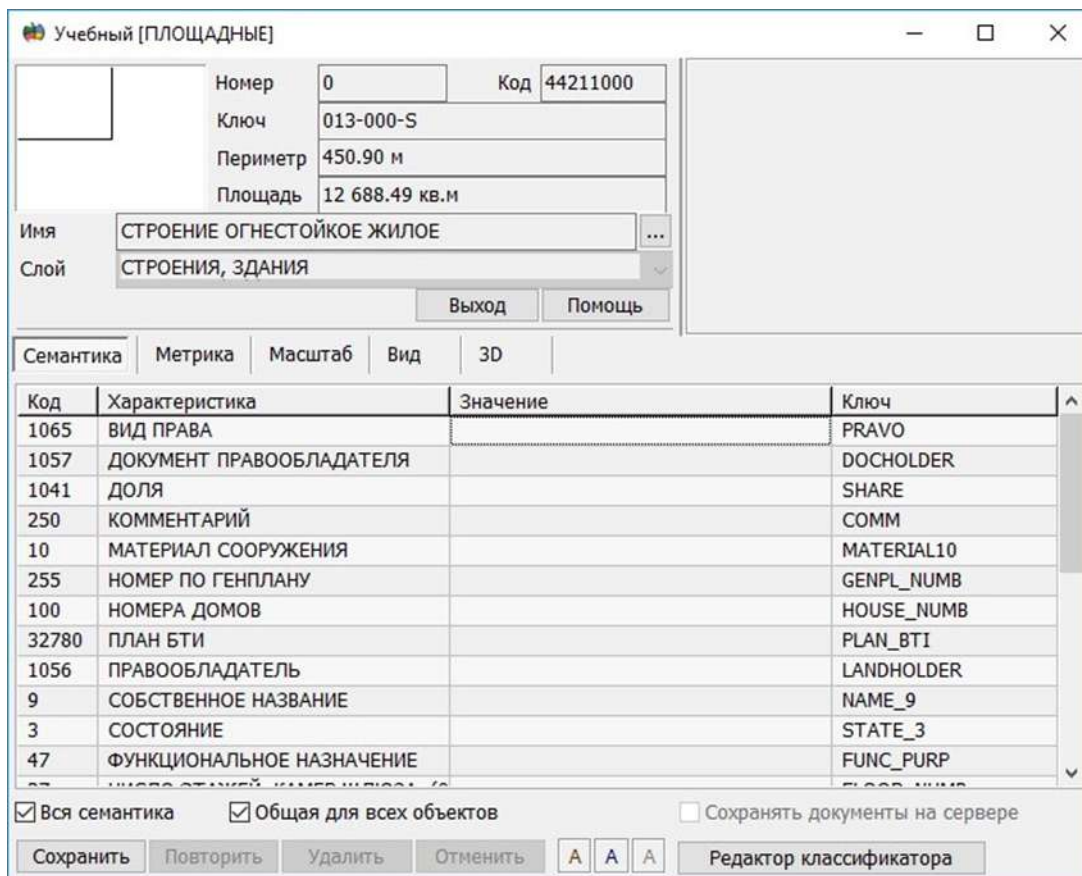 Учебный [ПЛОЩАДНЫЕ]
Номер 0 Код 44211000
Ключ 013-000-S
Периметр 450.90 м
Площадь 12 688.49 кв.м
Имя СТРОЕНИЕ ОГНЕСТОЙКОЕ ЖИЛОЕ ...
Слой СТРОЕНИЯ, ЗДАНИЯ
Выход Помощь
Семантика Метрика Масштаб Вид 3D
Код Характеристика Значение Ключ
1065 ВИД ПРАВА PRAVO
1057 ДОКУМЕНТ ПРАВООБЛАДАТЕЛЯ DOCHOLDER
1041 ДОЛЯ SHARE
250 КОММЕНТАРИЙ COMM
10 МАТЕРИАЛ СООРУЖЕНИЯ MATERIAL10
255 НОМЕР ПО ГЕНПЛАНУ GENPL_NUMB
100 НОМЕРА ДОМОВ HOUSE_NUMB
32780 ПЛАН БТИ PLAN_BTI
1056 ПРАВООБЛАДАТЕЛЬ LANDHOLDER
9 СОБСТВЕННОЕ НАЗВАНИЕ NAME_9
3 СОСТОЯНИЕ STATE_3
47 ФУНКЦИОНАЛЬНОЕ НАЗНАЧЕНИЕ FUNC_PURP
Вся семантика Общая для всех объектов Сохранять документы на сервере
Сохранить Повторить Удалить Отменить А А А Редактор классификатора